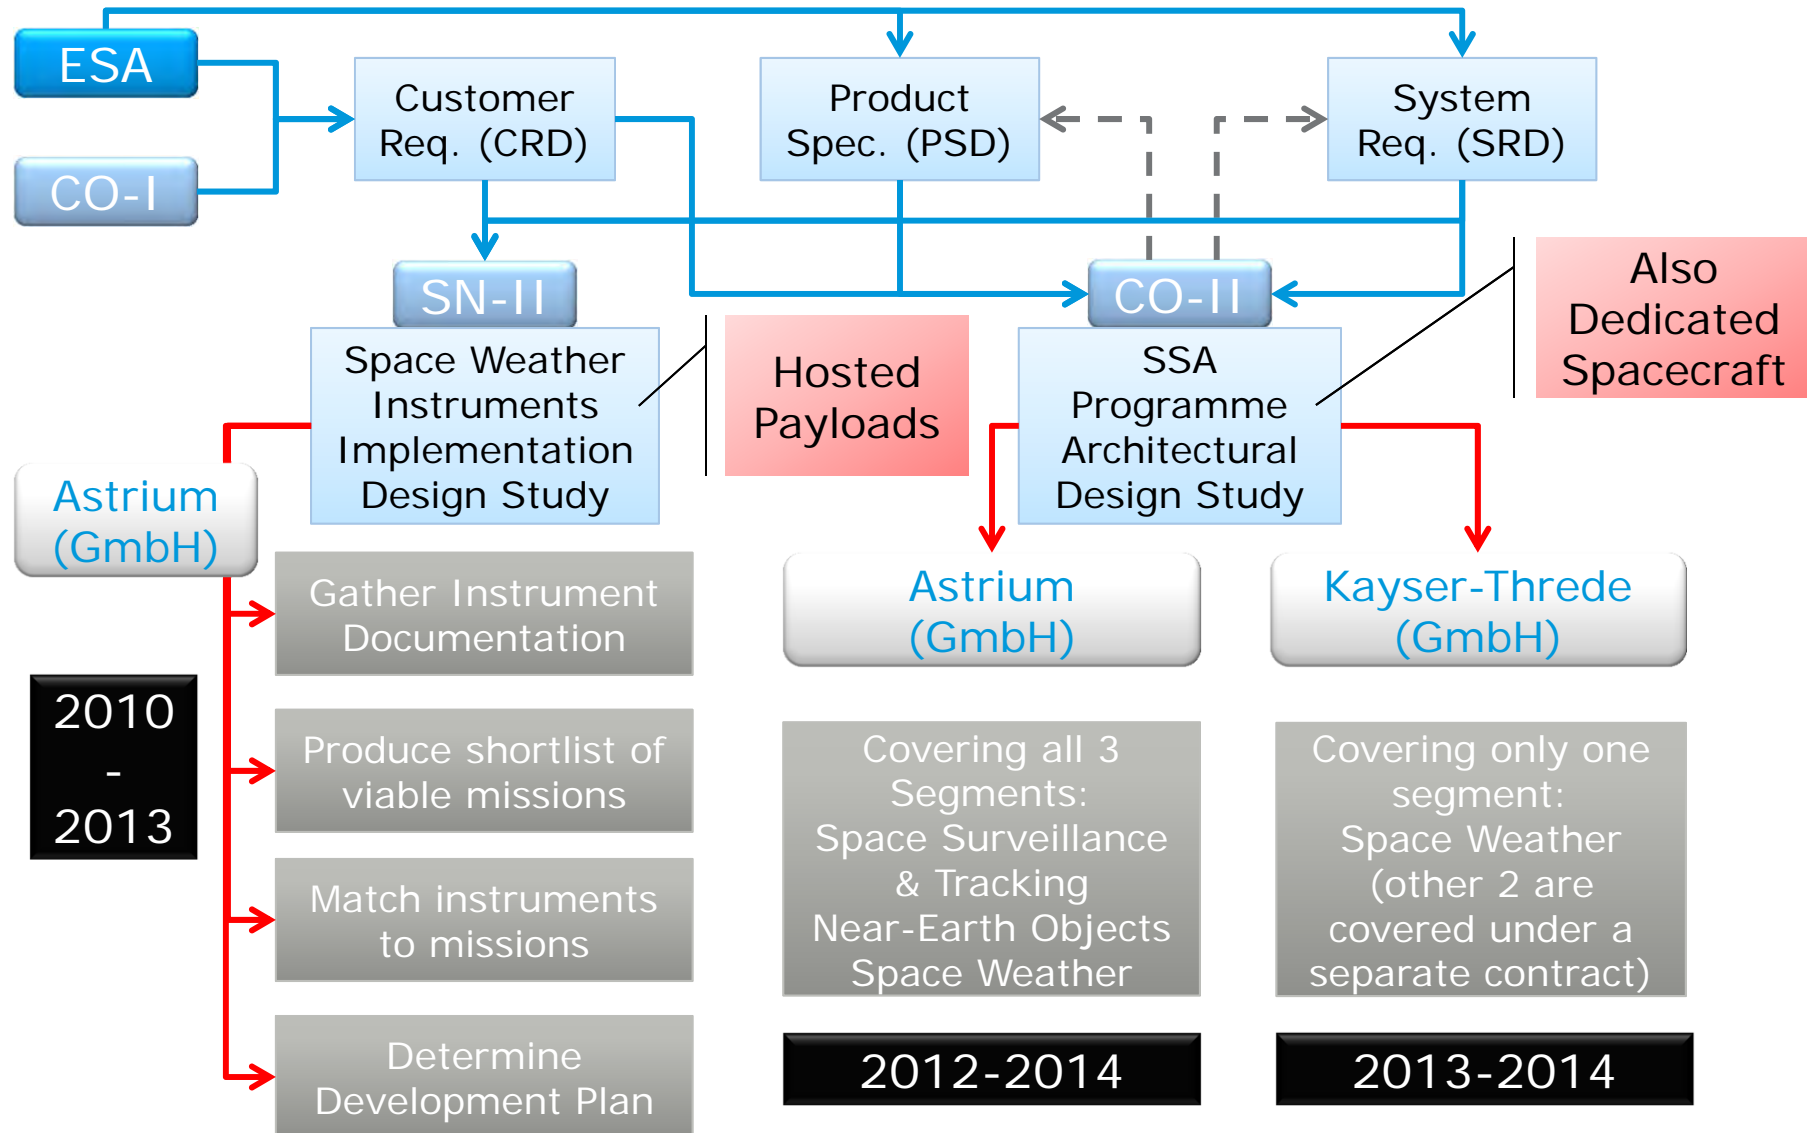 ESA
CO-I
Customer
Req. (CRD)
Product
Spec. (PSD)
System
Req. (SRD)
SN-II
Space Weather
Instruments
Implementation
Design Study
Hosted
Payloads
CO-II
SSA
Programme
Architectural
Design Study
Also
Dedicated
Spacecraft
Astrium
(GmbH)
2010
-
2013
Gather Instrument
Documentation
Produce shortlist of
viable missions
Match instruments
to missions
Determine
Development Plan
Astrium
(GmbH)
Covering all 3
Segments:
Space Surveillance
& Tracking
Near-Earth Objects
Space Weather
2012-2014
Kayser-Threde
(GmbH)
Covering only one
segment:
Space Weather
(other 2 are
covered under a
separate contract)
2013-2014